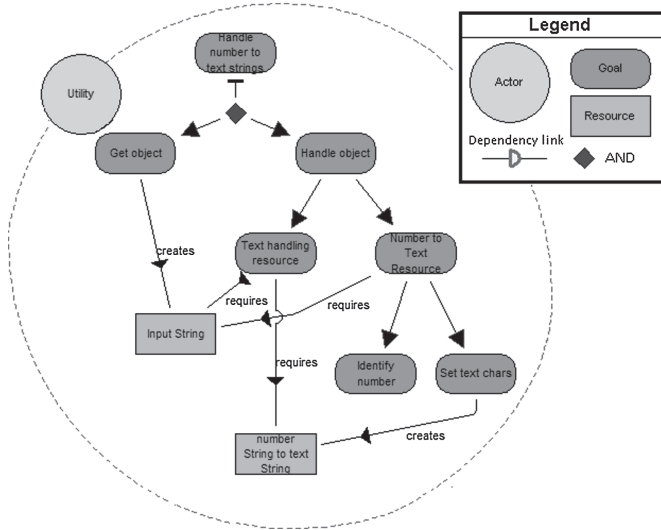 Handle
number to
text strings
Utility
Get object
Handle object
creates
Text handling
resource
Number to
Text
Resource
requires
requires
Input String
requires
Identify
number
Set text chars
creates
number
String to text
String
Legend
Actor
Goal
Resource
Dependency link
AND